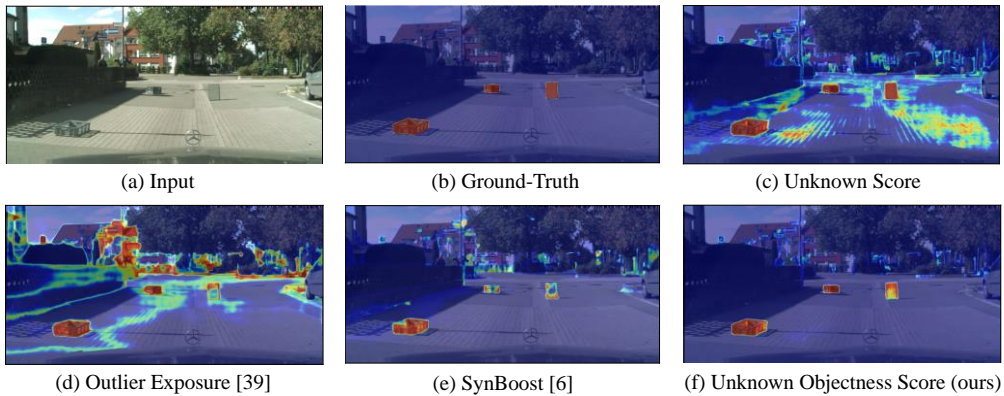 (a) Input
(b) Ground-Truth
(c) Unknown Score
(d) Outlier Exposure [39]
(e) SynBoost [6]
(f) Unknown Objectness Score (ours)